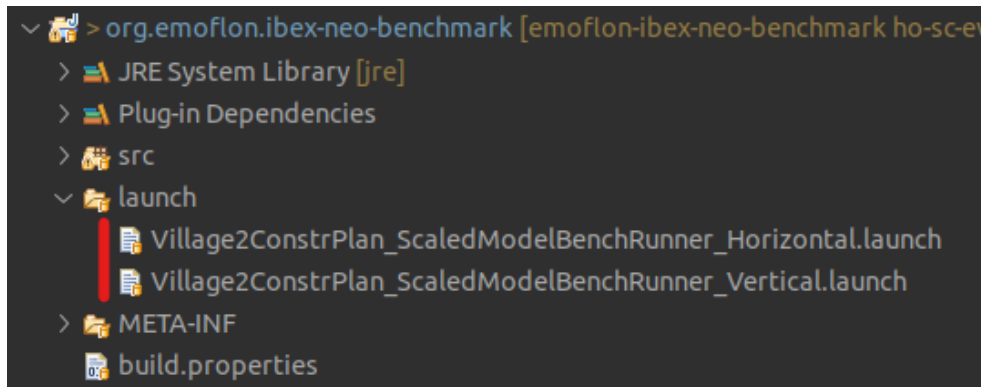 > org.emoflon.ibex-neo-benchmark [emoflon-ibex-neo-benchmark ho-sc-ev
JRE System Library [jre]
Plug-in Dependencies
src
launch
Village2ConstrPlan_ScaledModelBenchRunner_Horizontal.launch
Village2ConstrPlan_ScaledModelBenchRunner_Vertical.launch
META-INF
build.properties